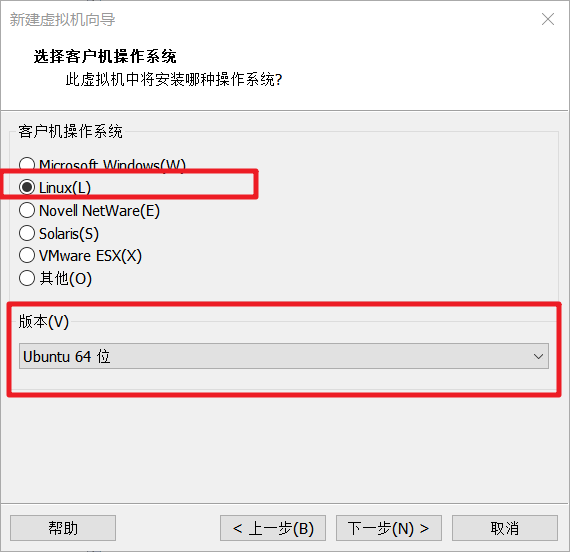 新建虚拟机向导
选择客户机操作系统
此虚拟机中将安装哪种操作系统?
客户机操作系统
Microsoft Windows(W)
Linux(L)
Novell NetWare(E)
Solaris(S)
VMware ESX(X)
其他(O)
版本(V)
Ubuntu 64 位
帮助
< 上一步(B)
下一步(N) >
取消